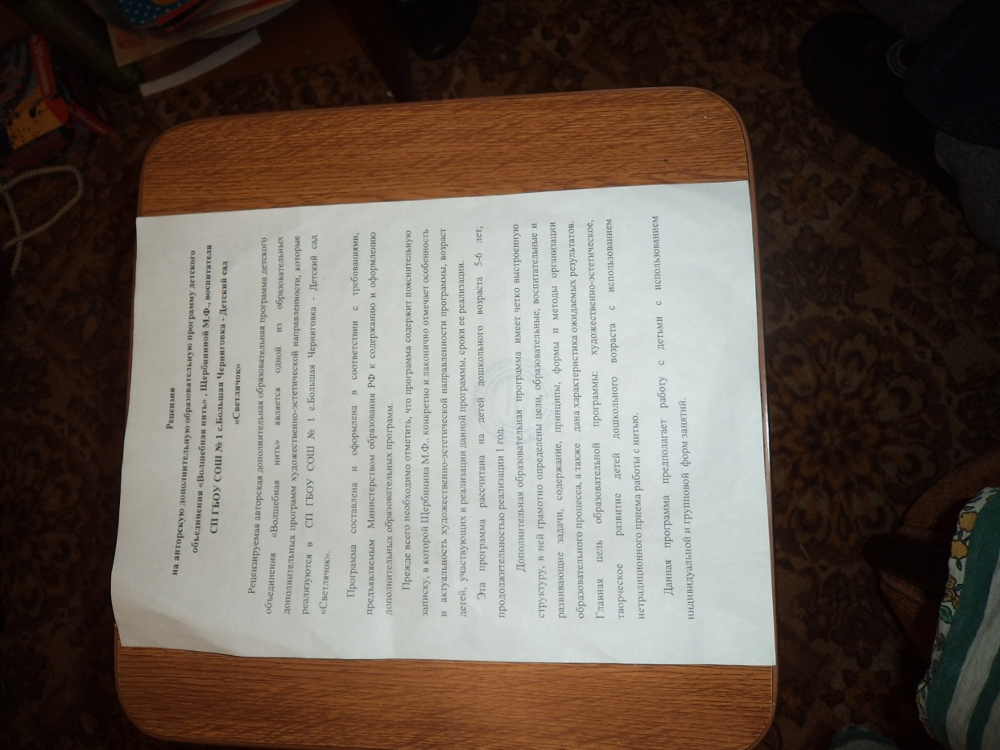 Рецензия
на авторскую дополнительную образовательную программу детского
объединения «Волшебная нить» , Щербининой М.Ф., воспитателя
СП ГБОУ СОШ № 1 с.Большая Черниговка - Детский сад
«Светлячок»
Рецензируемая авторская дополнительная образовательная программа детского
объединения «Волшебная нить» является одной из образовательных
дополнительных программ художественно-эстетической направленности, которые
реализуются в СП ГБОУ СОШ № 1 с.Большая Черниговка - Детский сад
«Светлячок».
Программа составлена и оформлена в соответствии с требованиями,
предъявляемым Министерством образования РФ к содержанию и оформлению
дополнительных образовательных программ.
Прежде всего необходимо отметить, что программа содержит пояснительную
записку, в которой Щербинина М.Ф.. конкретно и лаконично отмечает особенность
и актуальность художественно-эстетической направленности программы, возраст
детей, участвующих в реализации данной программы, сроки ее реализации.
Эта программа рассчитана на детей дошкольного возраста 5-6 лет,
продолжительностью реализации 1 год.
Дополнительная образовательная программа имеет четко выстроенную
структуру, в ней грамотно определены цели, образовательные, воспитательные и
развивающие задачи, содержание, принципы, формы и методы организации
образовательного процесса, а также дана характеристика ожидаемых результатов.
Главная цель образовательной программы: художественно-эстетическое,
творческое развитие детей дошкольного возраста с использованием
нетрадиционного приема работы с нитью.
Данная программа предполагает работу с детьми с использованием
индивидуальной и групповой форм занятий.